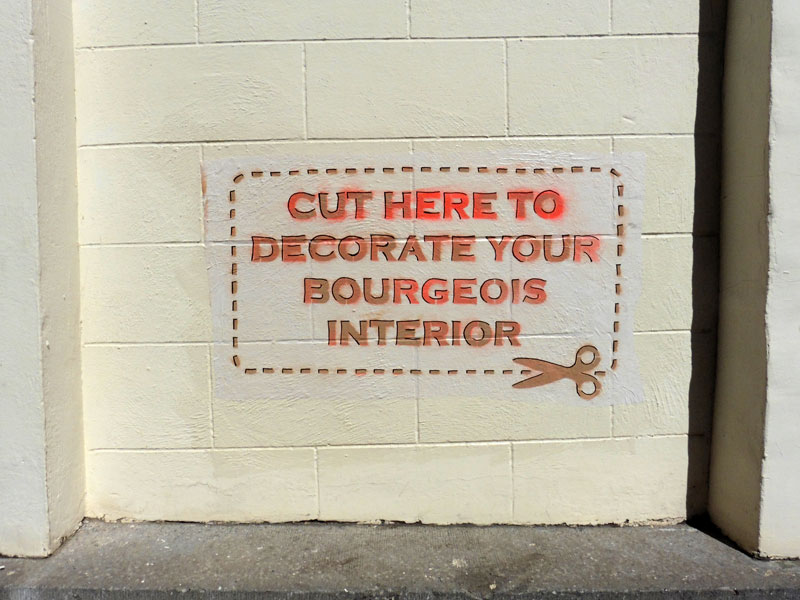 CUT HERE TO
DECORATE YOUR
BOURGEOIS
INTERIOR